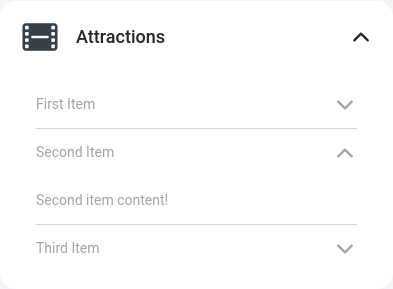 Attractions
First Item
Second Item
Second item content!
Third Item